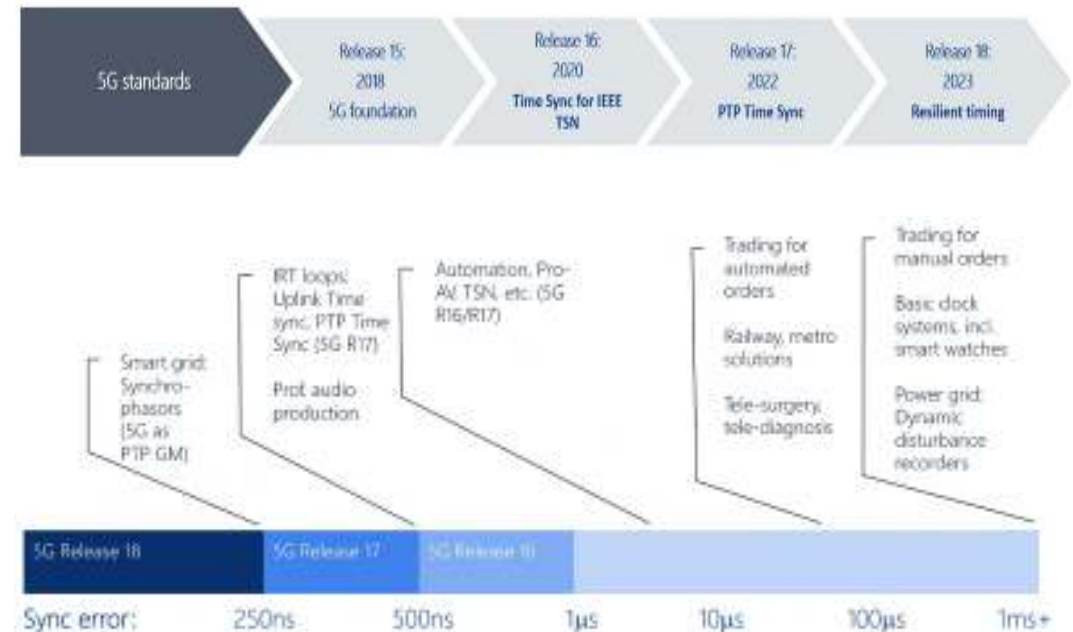 5G standards
Release 15:
2018
5G foundation
Release 16:
2020
Time Sync for IEEE
TSN
Release 17:
2022
PTP Time Sync
Release 18:
2023
Resilient timing
Smart grid:
Synchro-
phasors
(5G as
PTP GM)
IRT loops;
Uplink Time
sync, PTP Time
Sync (5G R17)
Prof. audio
production
Automation, Pro-
AV, TSN, etc. (5G
R16/R17)
Trading for
automated
orders
Railway, metro
solutions
Tele-surgery,
tele-diagnosis
Trading for
manual orders
Basic clock
systems, incl.
smart watches
Power grid:
Dynamic
disturbance
recorders
5G Release 18
5G Release 17
5G Release 16
Sync error:
250ns
500ns
1μs
10μs
100μs
1ms+